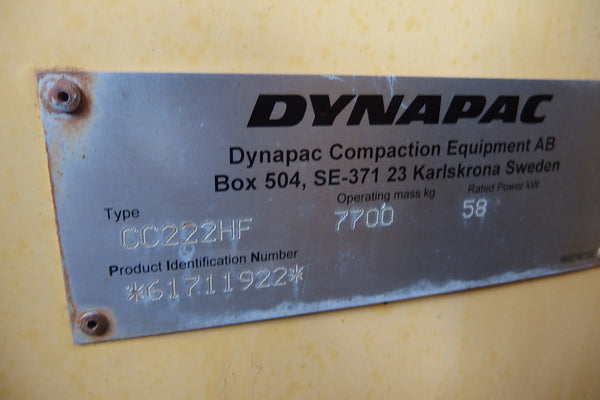 DYNAPAC
Dynapac Compaction Equipment AB
Box 504, SE-371 23 Karlskrona Sweden
Type Operating mass kg Rated Power kW
CC222HF 7700 58
Product Identification Number
*61711922*